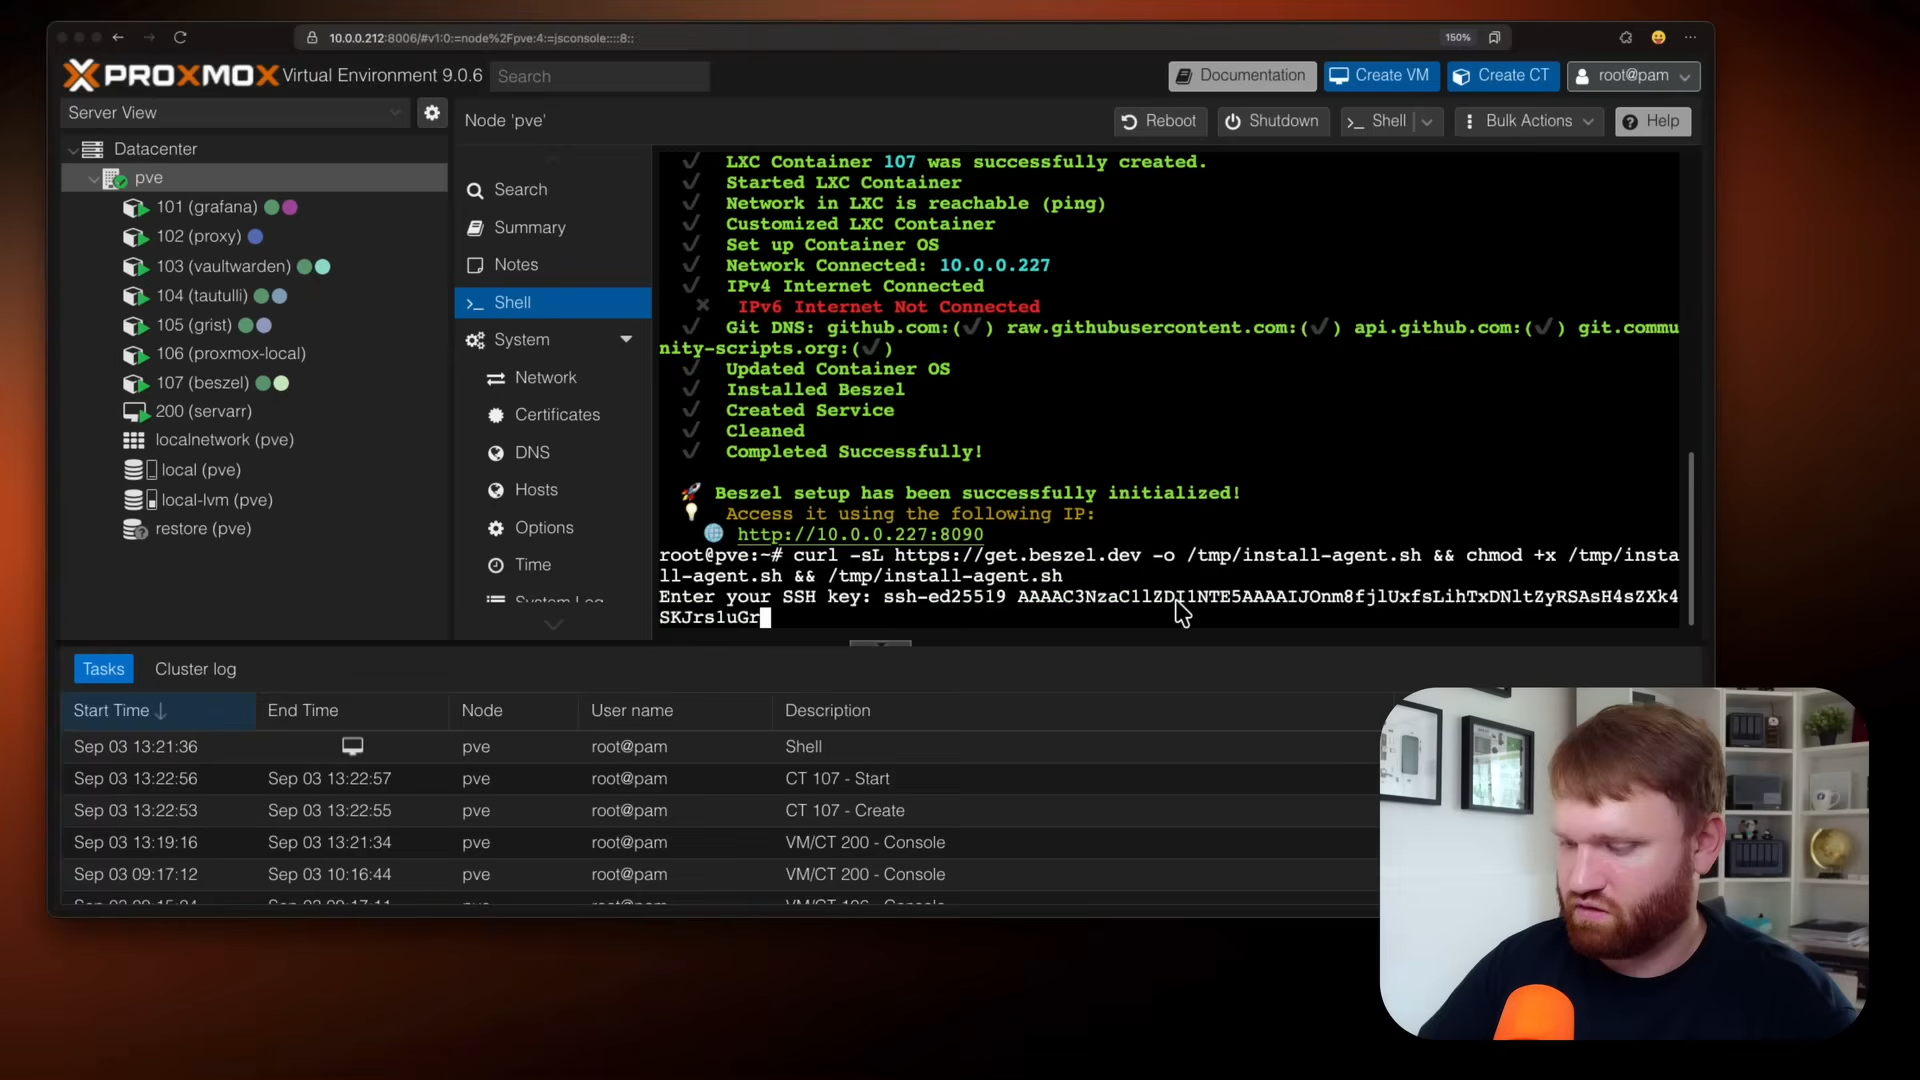 10.0.0.212:8006/#v1:0:=node%2Fpve:4:=jsconsole::::8::
150%
PROXMOX Virtual Environment 9.0.6
Search
Documentation
Create VM
Create CT
root@pam
Server View
Node 'pve'
Reboot
Shutdown
Shell
Bulk Actions
Help
Datacenter
pve
101 (grafana)
102 (proxy)
103 (vaultwarden)
104 (tautulli)
105 (grist)
106 (proxmox-local)
107 (beszel)
200 (servarr)
localnetwork (pve)
local (pve)
local-lvm (pve)
restore (pve)
Search
Summary
Notes
Shell
System
Network
Certificates
DNS
Hosts
Options
Time
System Log
LXC Container 107 was successfully created.
Started LXC Container
Network in LXC is reachable (ping)
Customized LXC Container
Set up Container OS
Network Connected: 10.0.0.227
IPv4 Internet Connected
IPv6 Internet Not Connected
Git DNS: github.com:(✓) raw.githubusercontent.com:(✓) api.github.com:(✓) git.commu
nity-scripts.org:(✓)
Updated Container OS
Installed Beszel
Created Service
Cleaned
Completed Successfully!
Beszel setup has been successfully initialized!
Access it using the following IP:
http://10.0.0.227:8090
root@pve:~# curl -sL https://get.beszel.dev -o /tmp/install-agent.sh && chmod +x /tmp/insta
ll-agent.sh && /tmp/install-agent.sh
Enter your SSH key: ssh-ed25519 AAAAC3NzaC1lZDI1NTE5AAAAIJOnm8fjlUxfsLihTxDNltZyRSAsH4sZXk4
SKJrs1uGr
Tasks
Cluster log
Start Time
End Time
Node
User name
Description
Sep 03 13:21:36
pve
root@pam
Shell
Sep 03 13:22:56
Sep 03 13:22:57
pve
root@pam
CT 107 - Start
Sep 03 13:22:53
Sep 03 13:22:55
pve
root@pam
CT 107 - Create
Sep 03 13:19:16
Sep 03 13:21:34
pve
root@pam
VM/CT 200 - Console
Sep 03 09:17:12
Sep 03 10:16:44
pve
root@pam
VM/CT 200 - Console